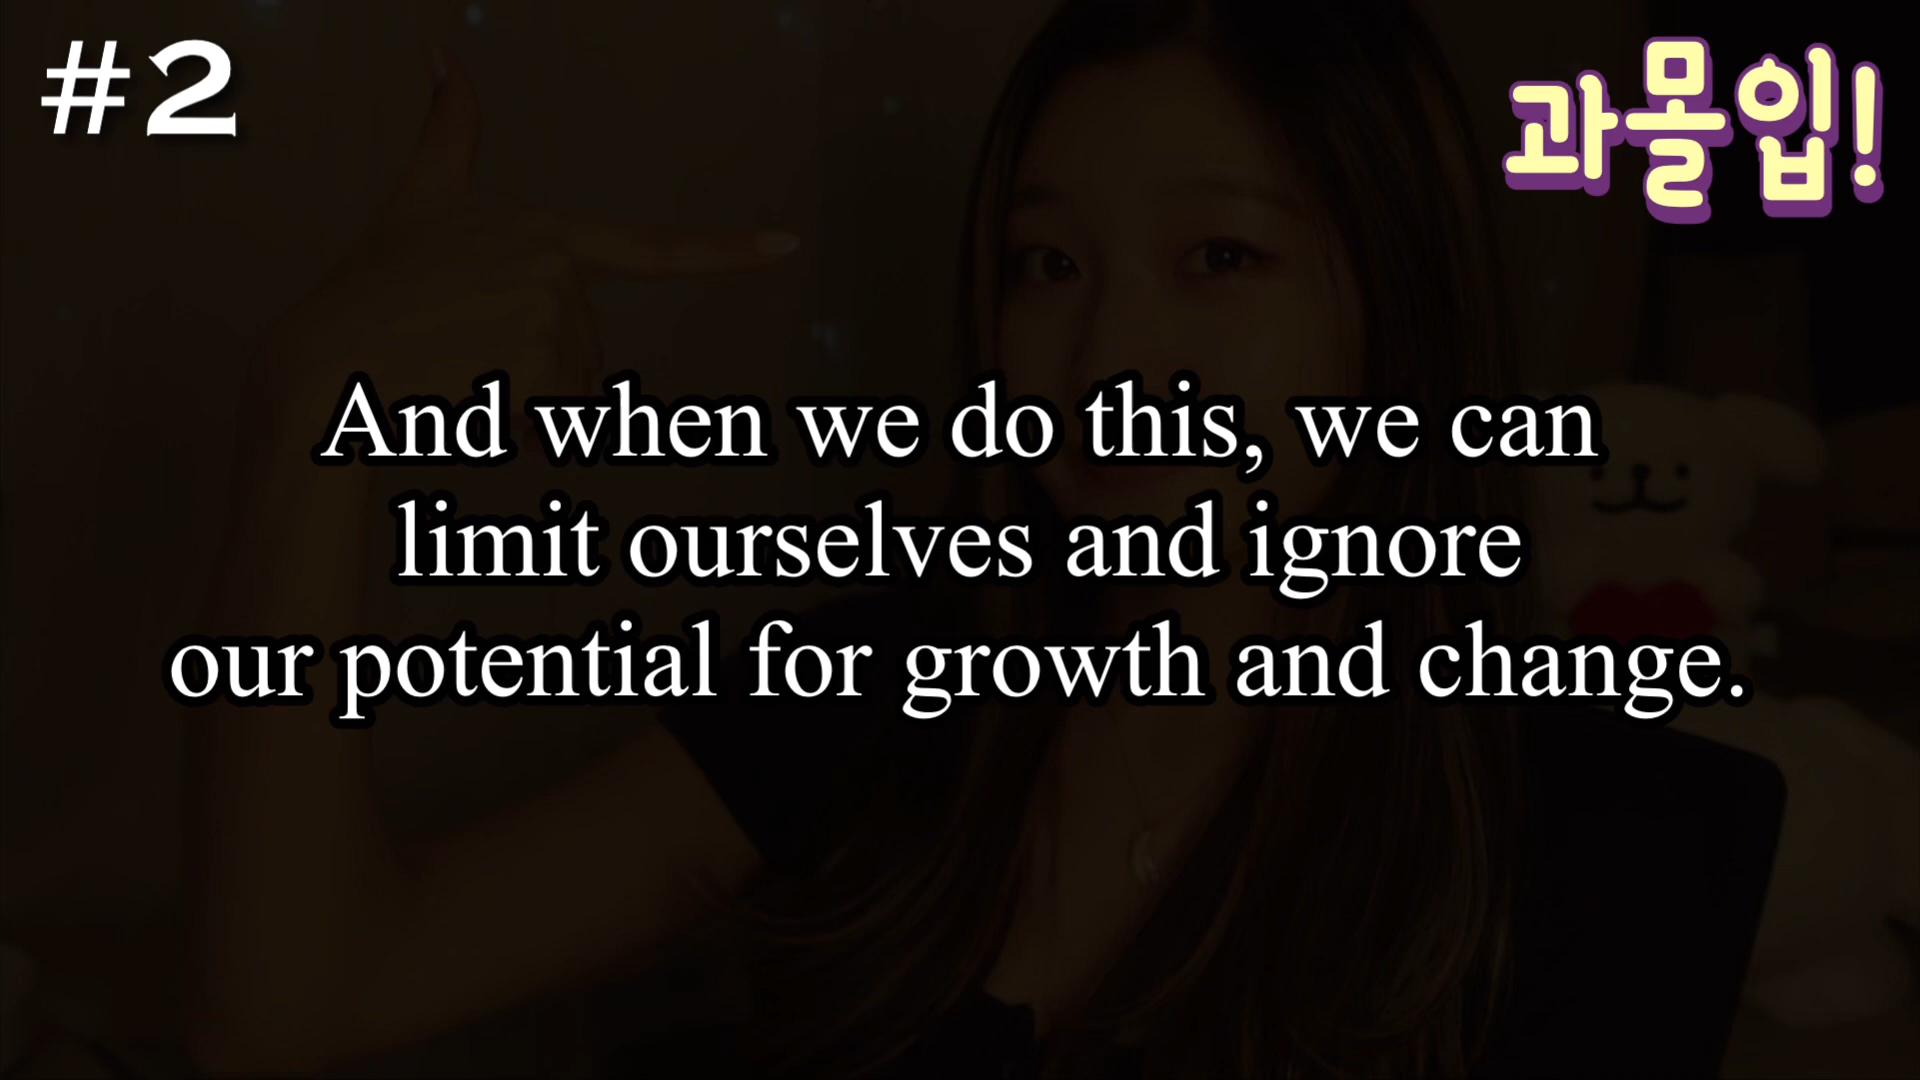 #2
과몰입!
And when we do this, we can
limit ourselves and ignore
our potential for growth and change.